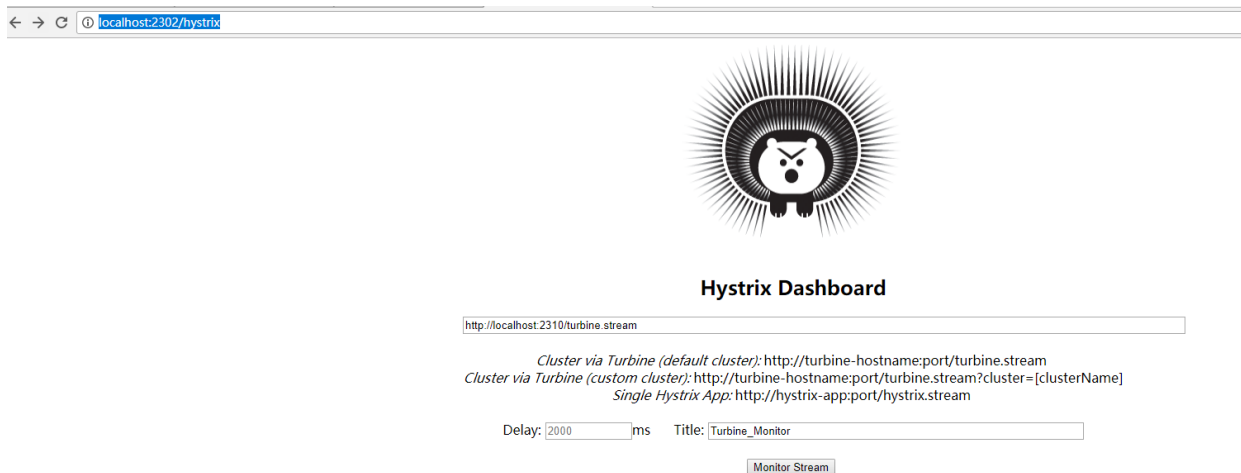 localhost:2302/hystrix
Hystrix Dashboard
http://localhost:2310/turbine.stream
Cluster via Turbine (default cluster): http://turbine-hostname:port/turbine.stream
Cluster via Turbine (custom cluster): http://turbine-hostname:port/turbine.stream?cluster=[clusterName]
Single Hystrix App: http://hystrix-app:port/hystrix.stream
Delay: 2000 ms Title: Turbine_Monitor
Monitor Stream